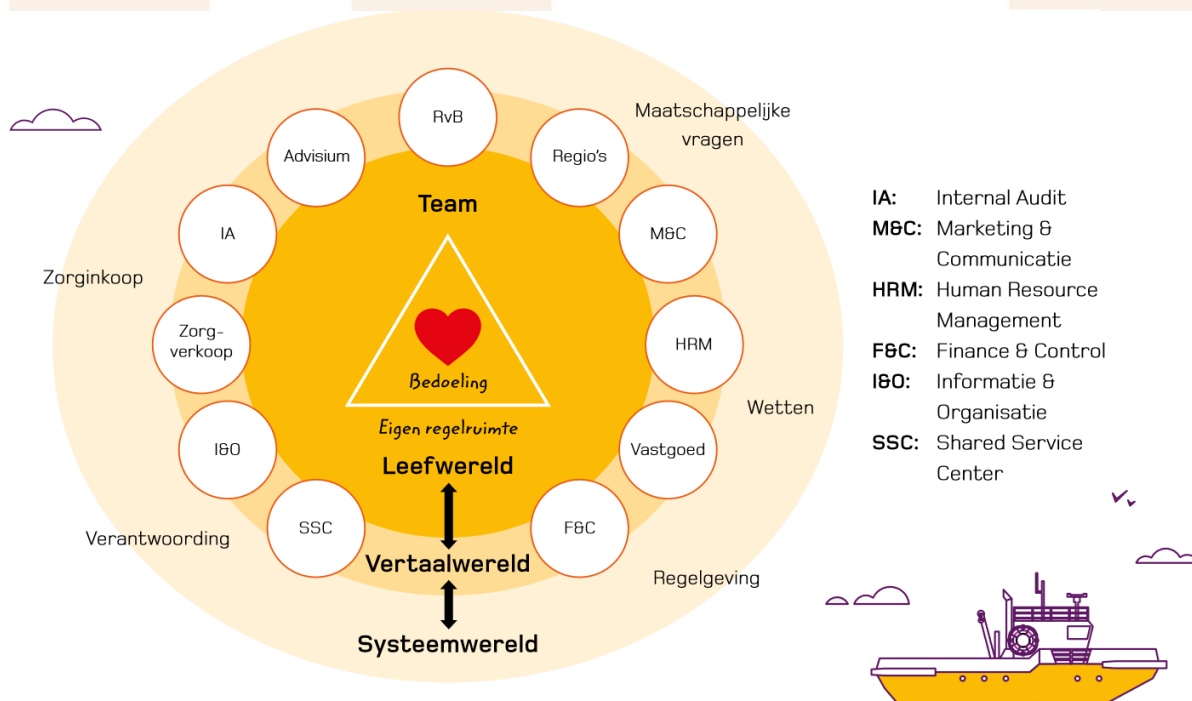 RvB
Advisium
Regio's
Maatschappelijke
vragen
Team
IA
M&C
Zorginkoop
Zorg-
verkoop
HRM
Bedoeling
Eigen regelruimte
Wetten
I&O
Leefwereld
Vastgoed
SSC
F&C
Verantwoording
Vertaalwereld
Regelgeving
Systeemwereld
IA: Internal Audit
M&C: Marketing &
Communicatie
HRM: Human Resource
Management
F&C: Finance & Control
I&O: Informatie &
Organisatie
SSC: Shared Service
Center